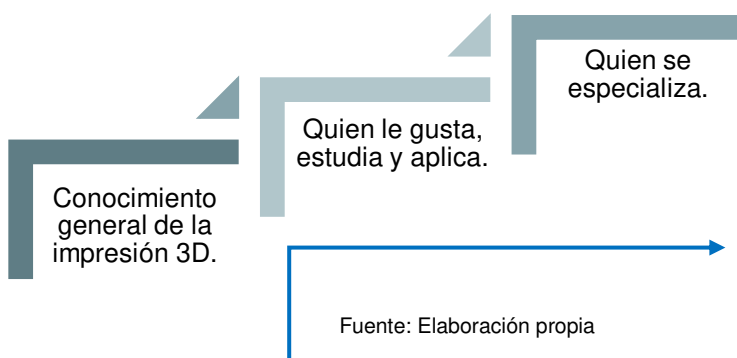 Conocimiento
general de la
impresión 3D.
Quien le gusta,
estudia y aplica.
Quien se
especializa.
Fuente: Elaboración propia